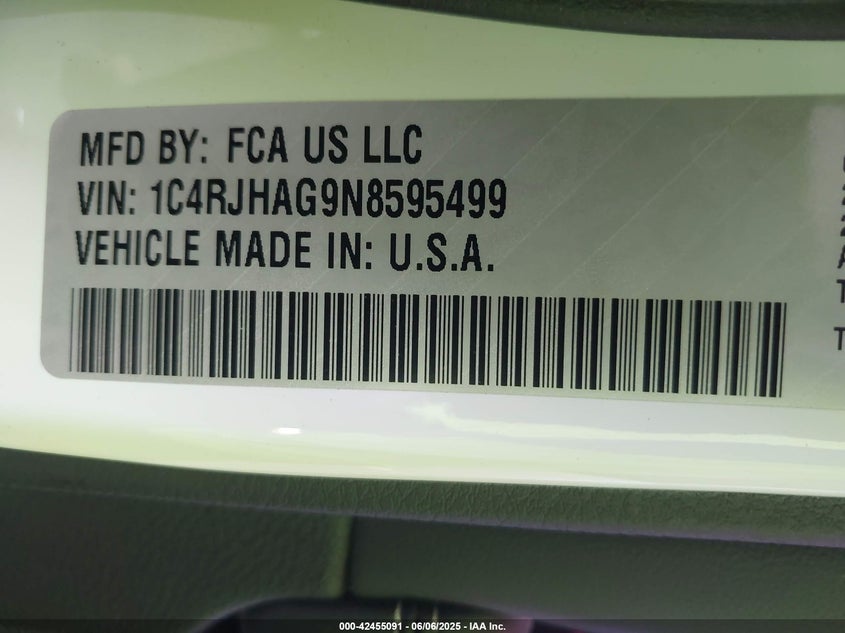 MFD BY: FCA US LLC
VIN: 1C4RJHAG9N8595499
VEHICLE MADE IN: U.S.A.
000-42455091 - 06/06/2025 - IAA Inc.